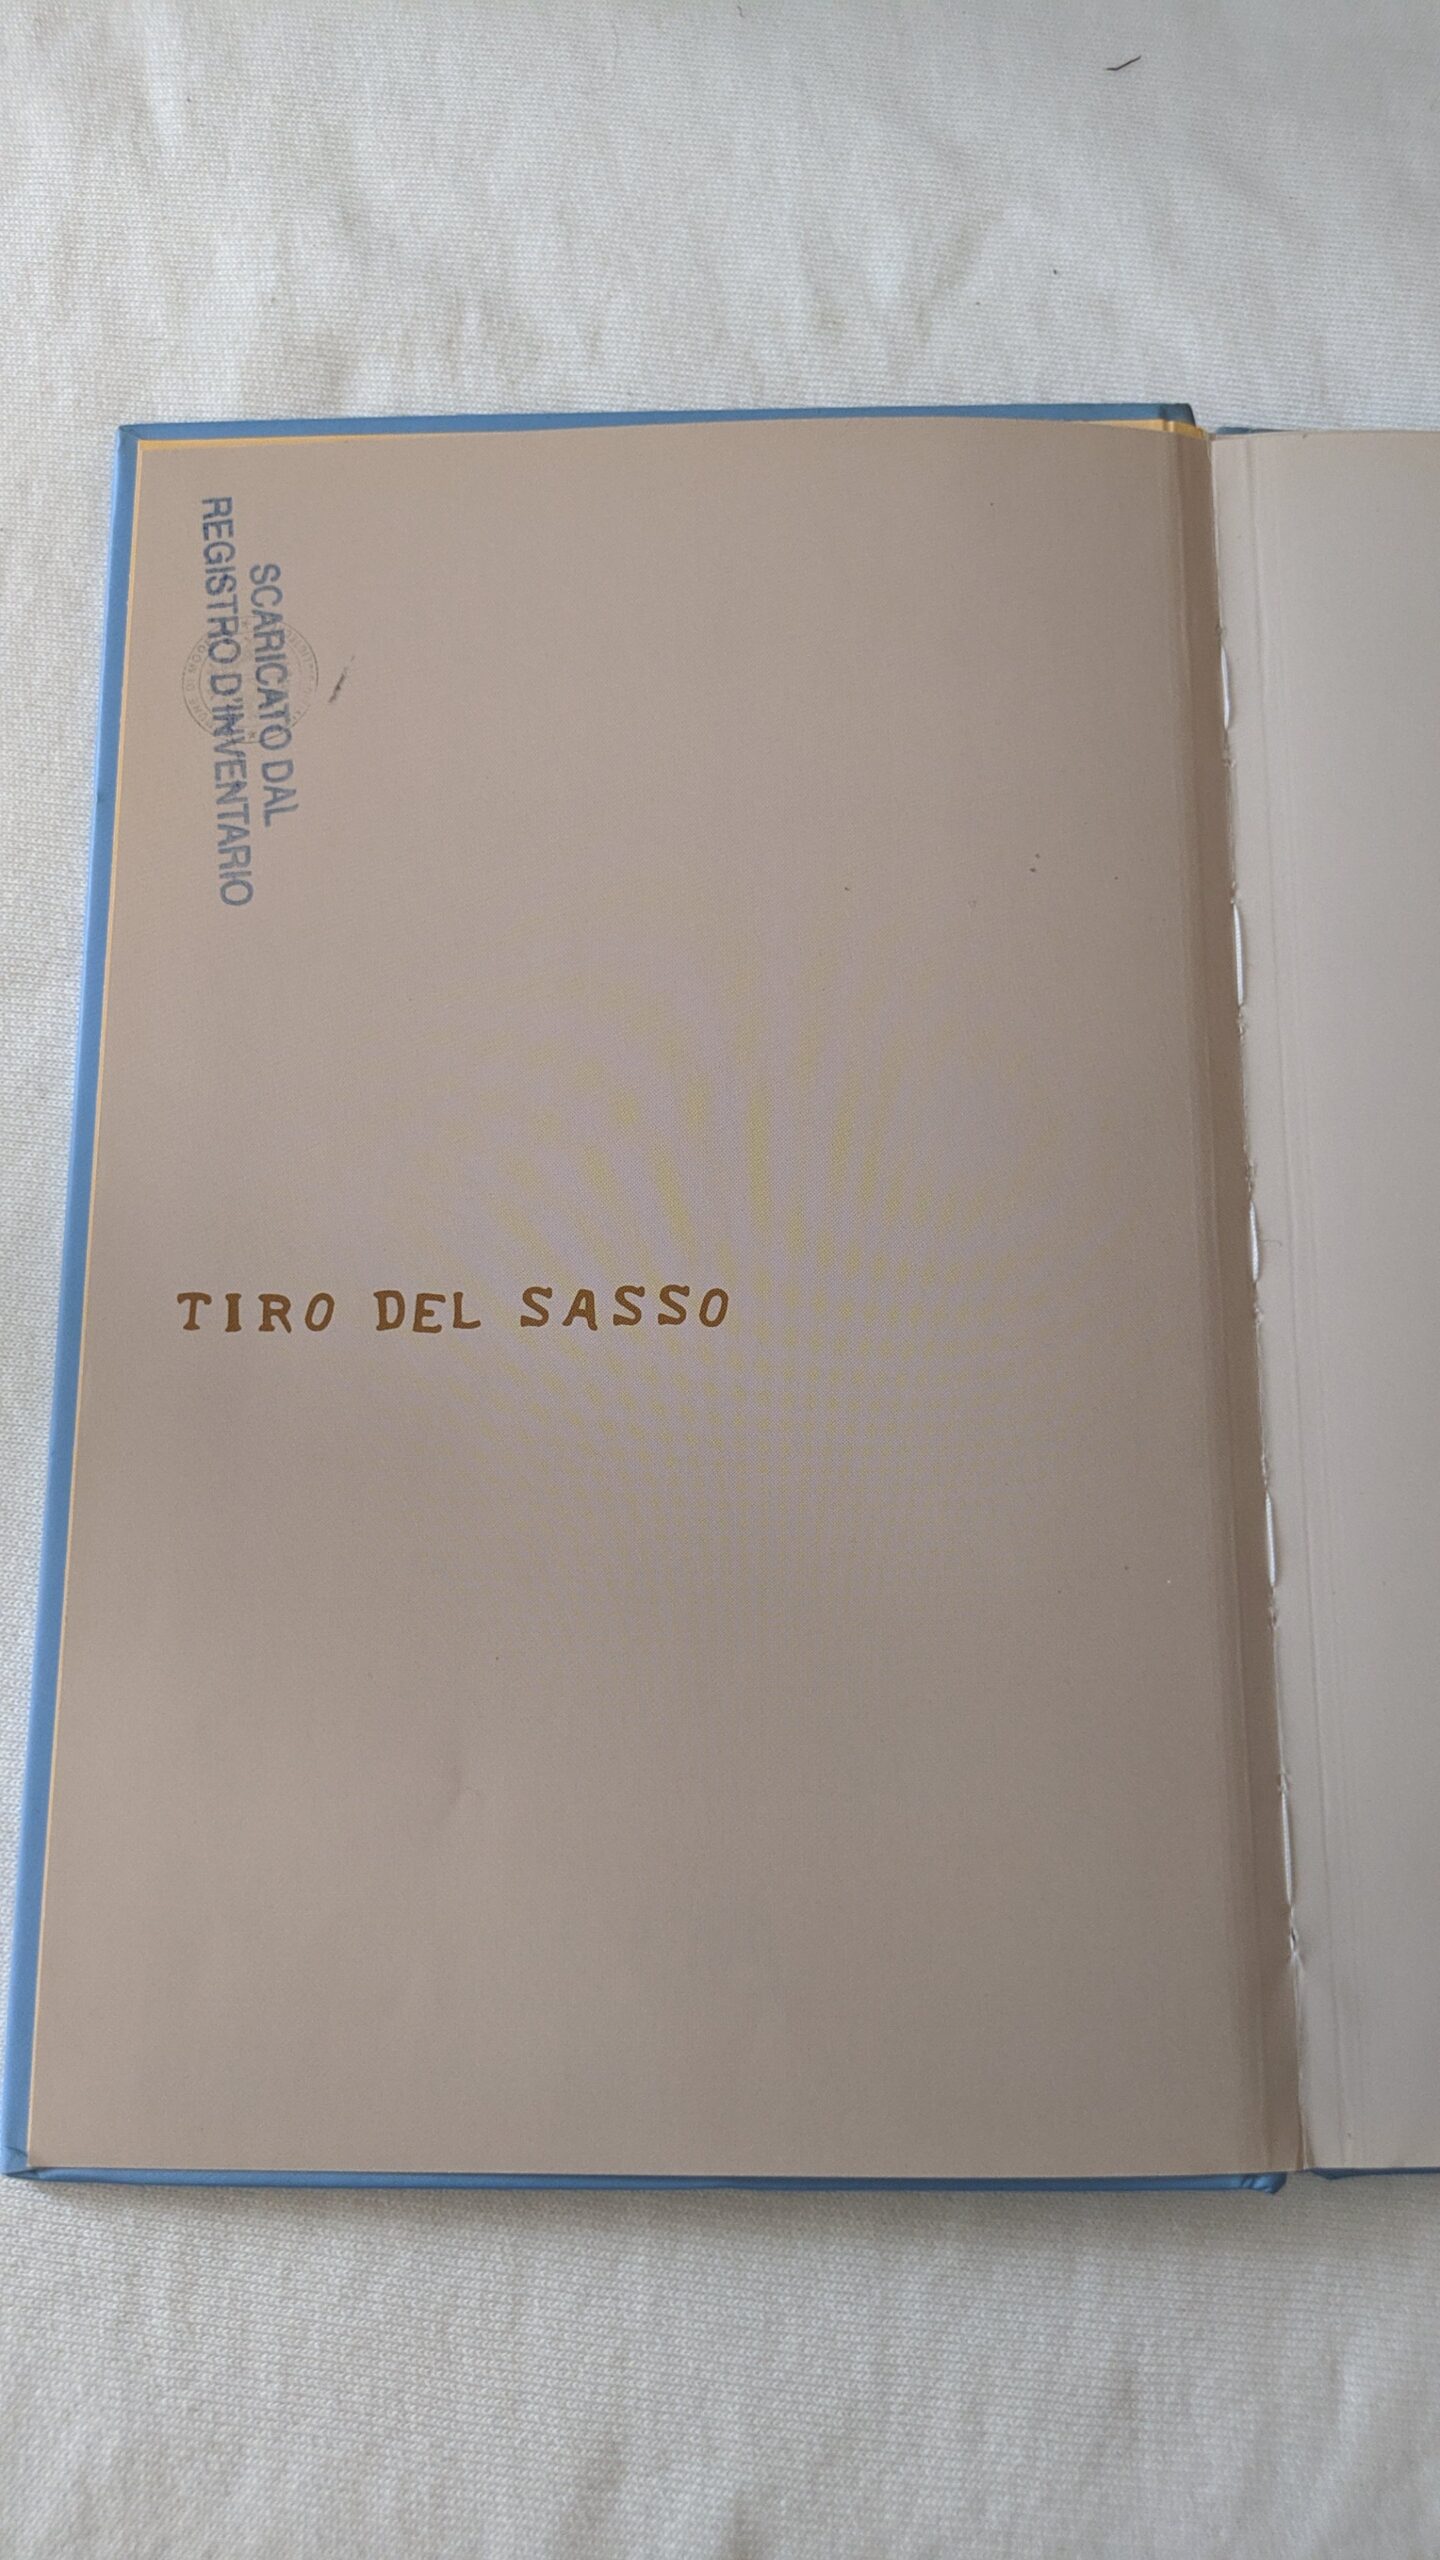 SCARICATO DAL
REGISTRO D'INVENTARIO
TIRO DEL SASSO